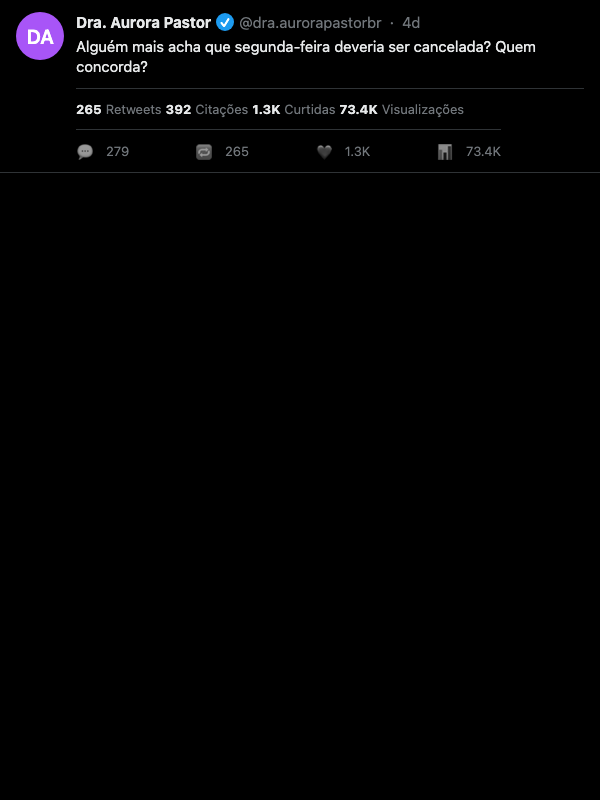 DA
Dra. Aurora Pastor @dra.aurorapastorbr · 4d
Alguém mais acha que segunda-feira deveria ser cancelada? Quem
concorda?
265 Retweets 392 Citações 1.3K Curtidas 73.4K Visualizações
279 265 1.3K 73.4K